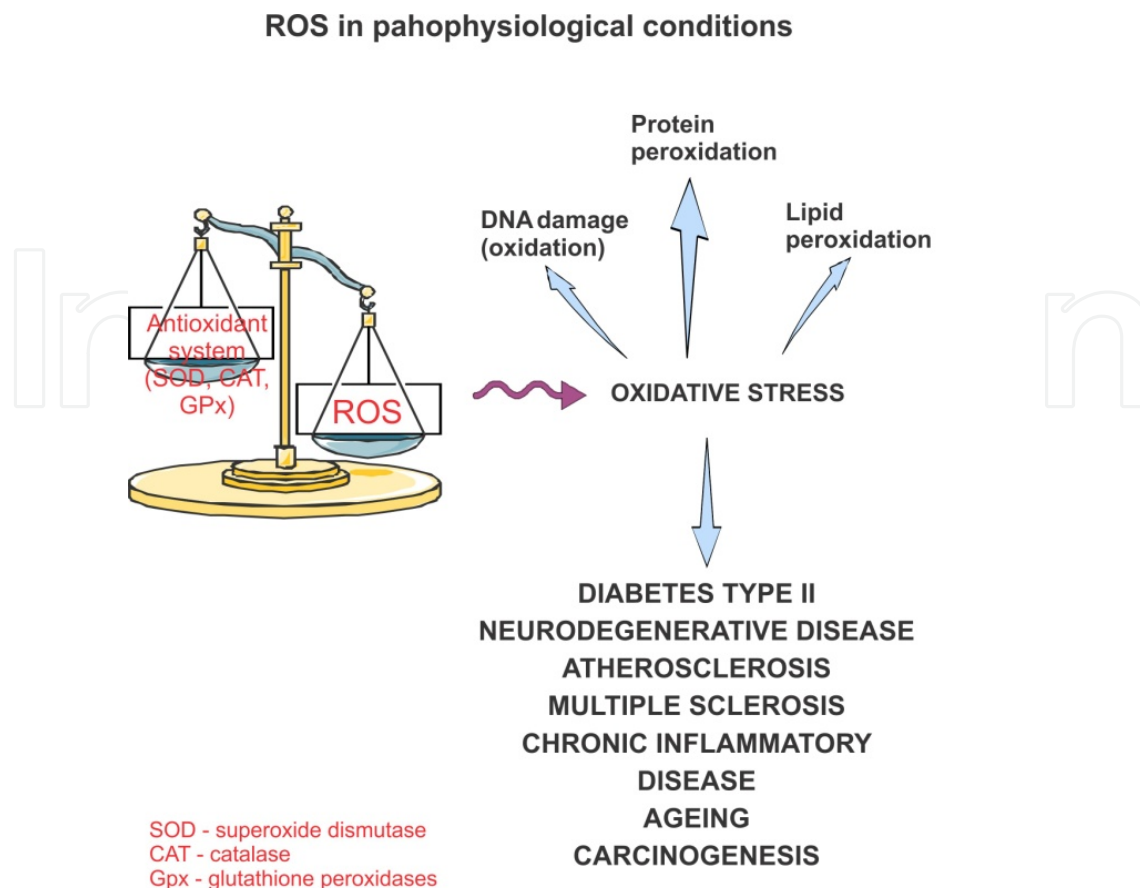 ROS in pahophysiological conditions
Protein
peroxidation
DNA damage
(oxidation)
Lipid
peroxidation
Antioxidant
system
(SOD, CAT,
GPx)
ROS
OXIDATIVE STRESS
DIABETES TYPE II
NEURODEGENERATIVE DISEASE
ATHEROSCLEROSIS
MULTIPLE SCLEROSIS
CHRONIC INFLAMMATORY
DISEASE
AGEING
CARCINOGENESIS
SOD - superoxide dismutase
CAT - catalase
Gpx - glutathione peroxidases